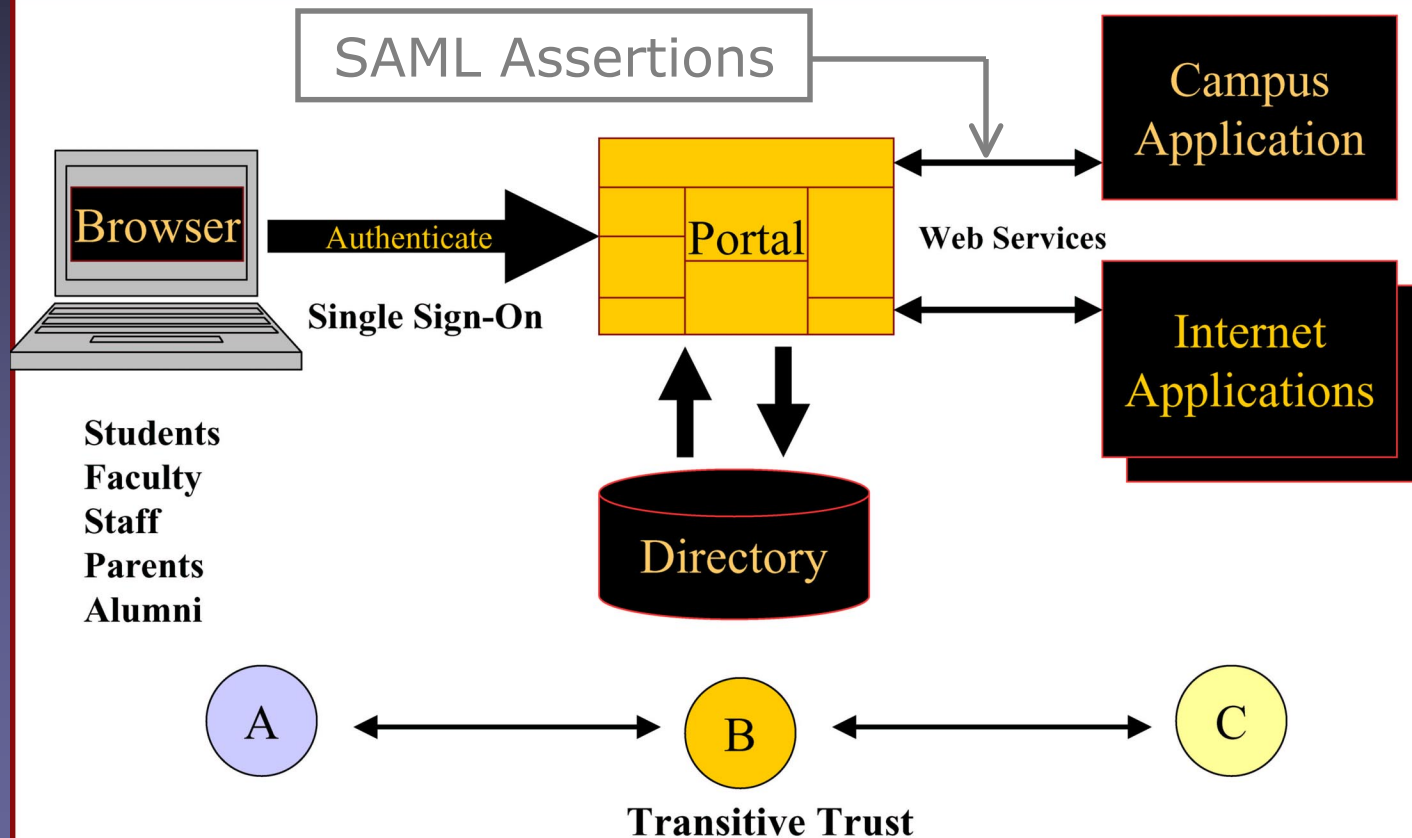 SAML Assertions
Campus
Application
Browser
Authenticate
Portal
Web Services
Single Sign-On
Internet
Applications
Students
Faculty
Staff
Parents
Alumni
Directory
A
B
C
Transitive Trust